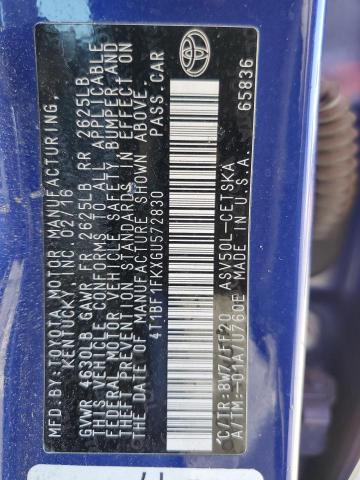 MFD. BY:
TOYOTA MOTOR MANUFACTURING,
KENTUCKY, INC. 02/16
GVWR 4630LB GAWR FR 2625LB RR 2625LB
THIS VEHICLE CONFORMS TO ALL APPLICABLE
FEDERAL MOTOR VEHICLE SAFETY, BUMPER AND
THEFT PREVENTION STANDARDS IN EFFECT ON
THE DATE OF MANUFACTURE SHOWN ABOVE.
4T1BF1FKXGU572830 PASS.CAR
C/TR:8W7/FF20 ASV50L-CETSKA
A/TM:-01A/U760E MADE IN U.S.A.
65836